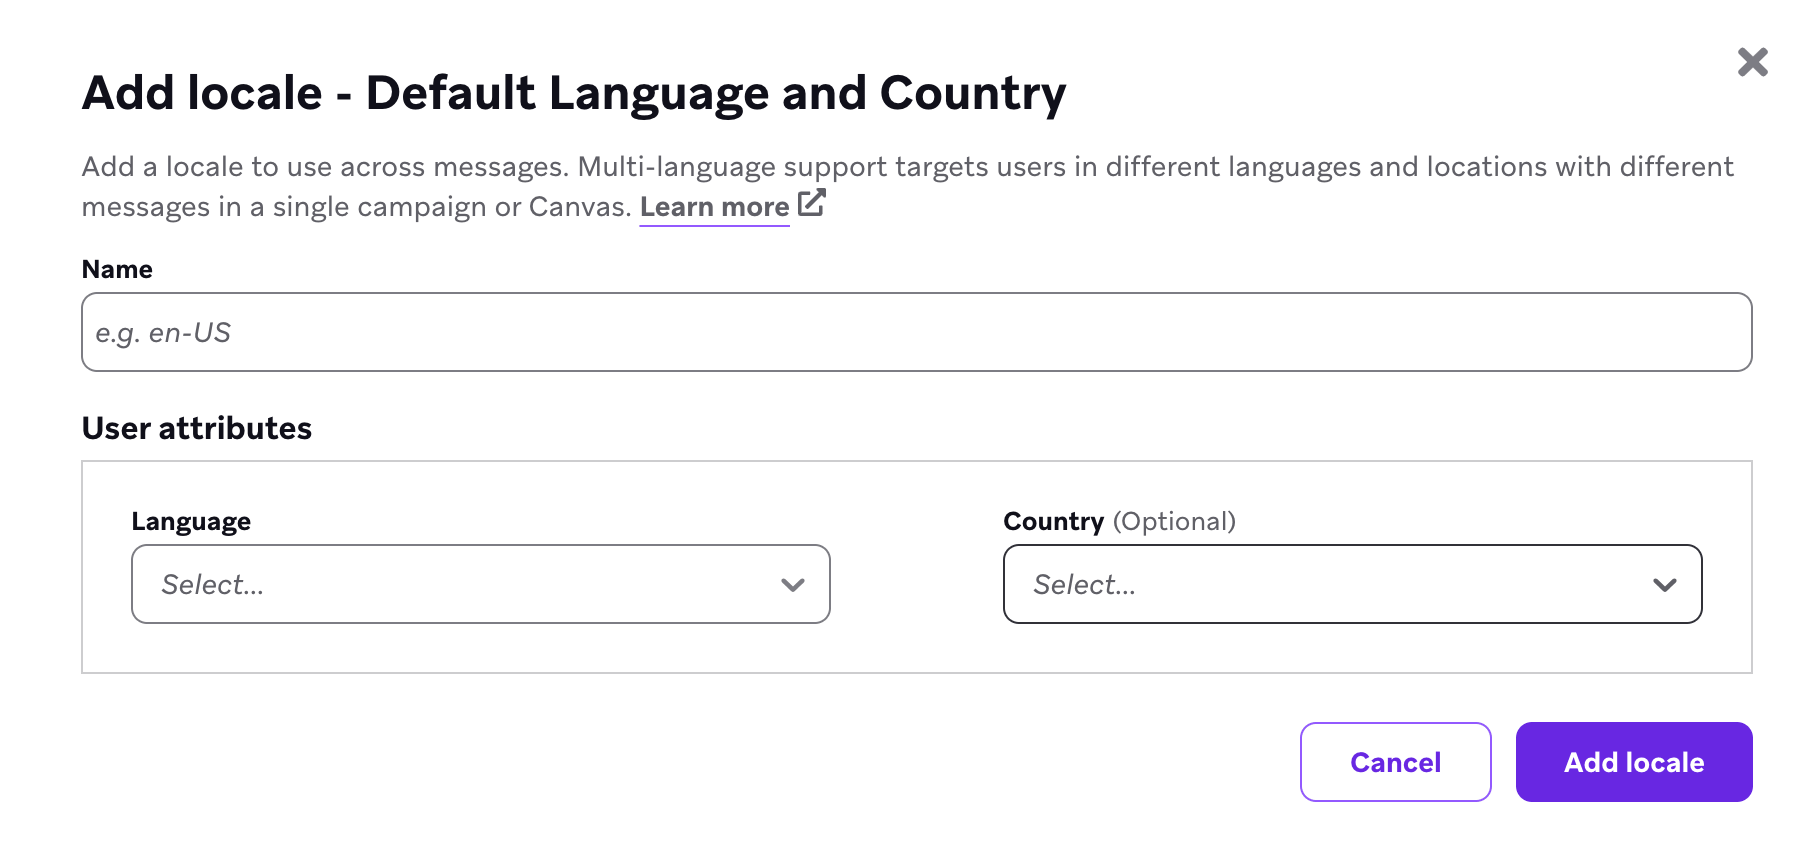 Add locale - Default Language and Country
Add a locale to use across messages. Multi-language support targets users in different languages and locations with different
messages in a single campaign or Canvas. Learn more
Name
e.g. en-US
User attributes
Language
Country (Optional)
Select...
Select...
Cancel
Add locale